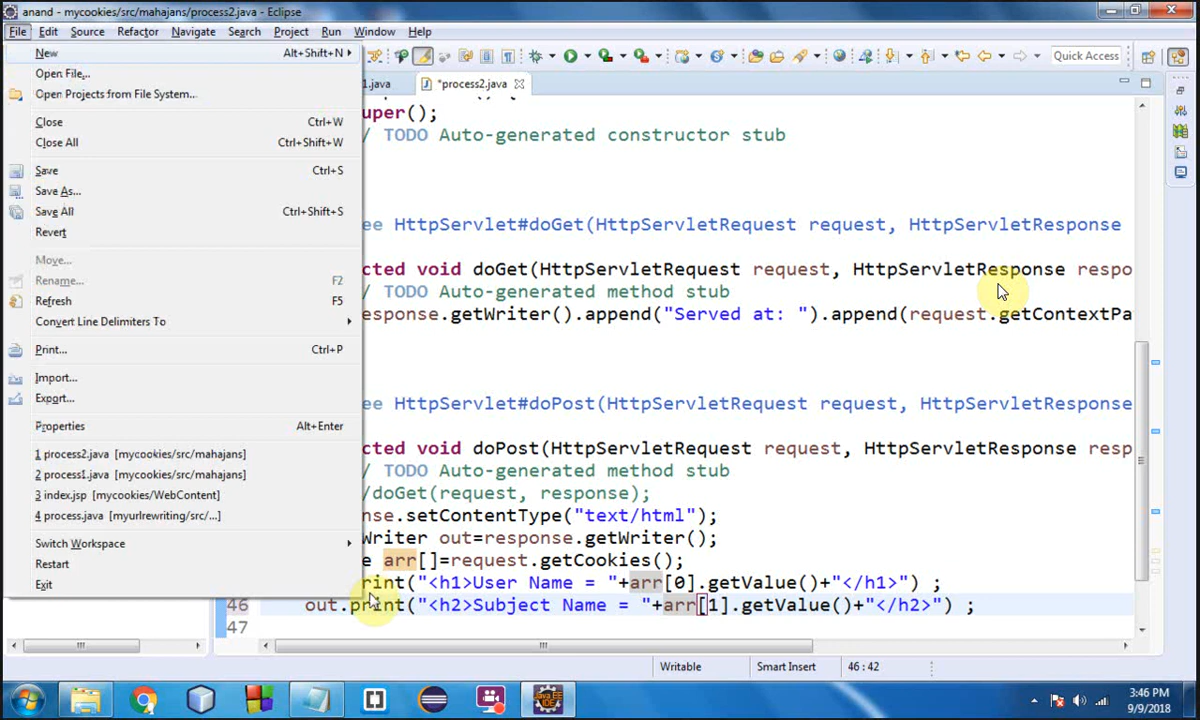 anand - mycookies/src/mahajans/process2.java - Eclipse
File Edit Source Refactor Navigate Search Project Run Window Help
New Alt+Shift+N
Open File...
Open Projects from File System...
Close Ctrl+W
Close All Ctrl+Shift+W
Save Ctrl+S
Save As...
Save All Ctrl+Shift+S
Revert
Move...
Rename... F2
Refresh F5
Convert Line Delimiters To
Print... Ctrl+P
Import...
Export...
Properties Alt+Enter
1 process2.java [mycookies/src/mahajans]
2 process1.java [mycookies/src/mahajans]
3 index.jsp [mycookies/WebContent]
4 process.java [myurlrewriting/src/...]
Switch Workspace
Restart
Exit
Quick Access
1.java *process2.java
uper();
/ TODO Auto-generated constructor stub
ee HttpServlet#doGet(HttpServletRequest request, HttpServletResponse
cted void doGet(HttpServletRequest request, HttpServletResponse respo
/ TODO Auto-generated method stub
esponse.getWriter().append("Served at: ").append(request.getContextPa
ee HttpServlet#doPost(HttpServletRequest request, HttpServletResponse
cted void doPost(HttpServletRequest request, HttpServletResponse resp
/ TODO Auto-generated method stub
/doGet(request, response);
nse.setContentType("text/html");
Writer out=response.getWriter();
e arr[]=request.getCookies();
rint("<h1>User Name = "+arr[0].getValue()+"</h1>") ;
46 out.print("<h2>Subject Name = "+arr[1].getValue()+"</h2>") ;
47
Writable Smart Insert 46 : 42
Java EE
IDE
3:46 PM
9/9/2018